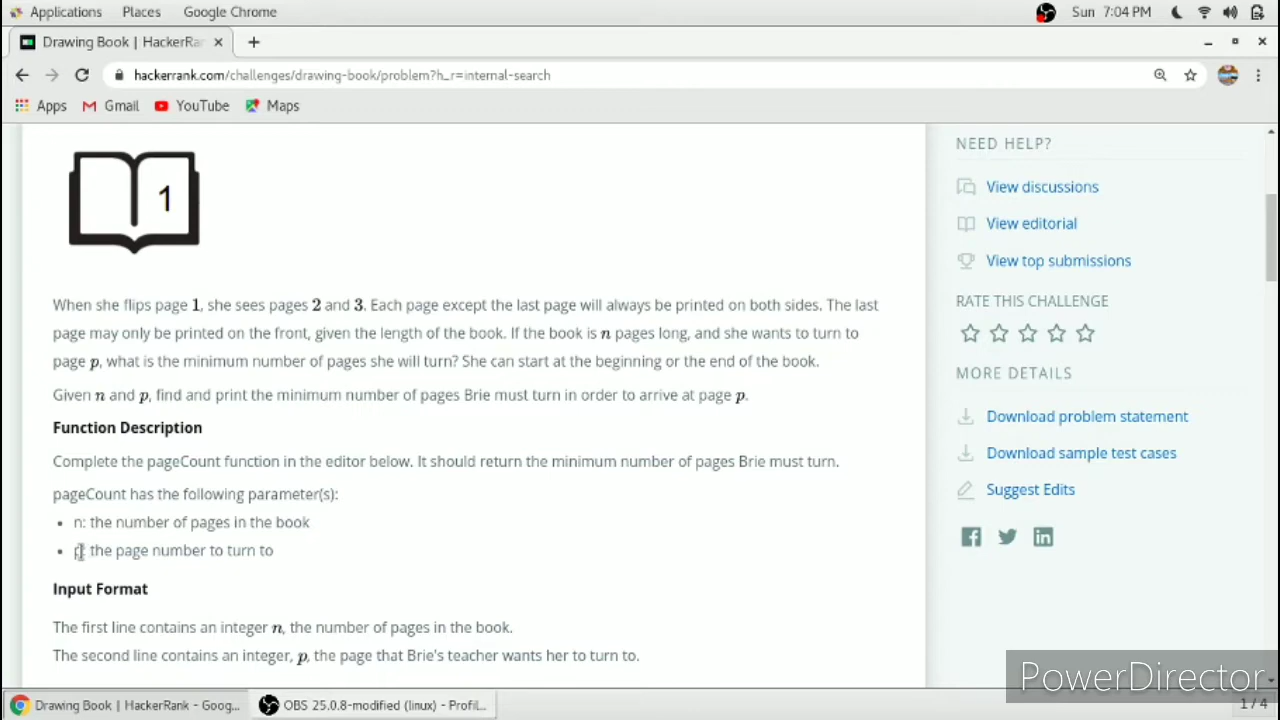 Applications Places Google Chrome Sun 7:04 PM
Drawing Book | HackerRan
hackerrank.com/challenges/drawing-book/problem?h_r=internal-search
Apps Gmail YouTube Maps
1
When she flips page 1, she sees pages 2 and 3. Each page except the last page will always be printed on both sides. The last
page may only be printed on the front, given the length of the book. If the book is n pages long, and she wants to turn to
page p, what is the minimum number of pages she will turn? She can start at the beginning or the end of the book.
Given n and p, find and print the minimum number of pages Brie must turn in order to arrive at page p.
Function Description
Complete the pageCount function in the editor below. It should return the minimum number of pages Brie must turn.
pageCount has the following parameter(s):
• n: the number of pages in the book
• p: the page number to turn to
Input Format
The first line contains an integer n, the number of pages in the book.
The second line contains an integer, p, the page that Brie's teacher wants her to turn to.
NEED HELP?
View discussions
View editorial
View top submissions
RATE THIS CHALLENGE
MORE DETAILS
Download problem statement
Download sample test cases
Suggest Edits
PowerDirector
Drawing Book | HackerRank - Goog... OBS 25.0.8-modified (linux) - Profil... 1 / 4